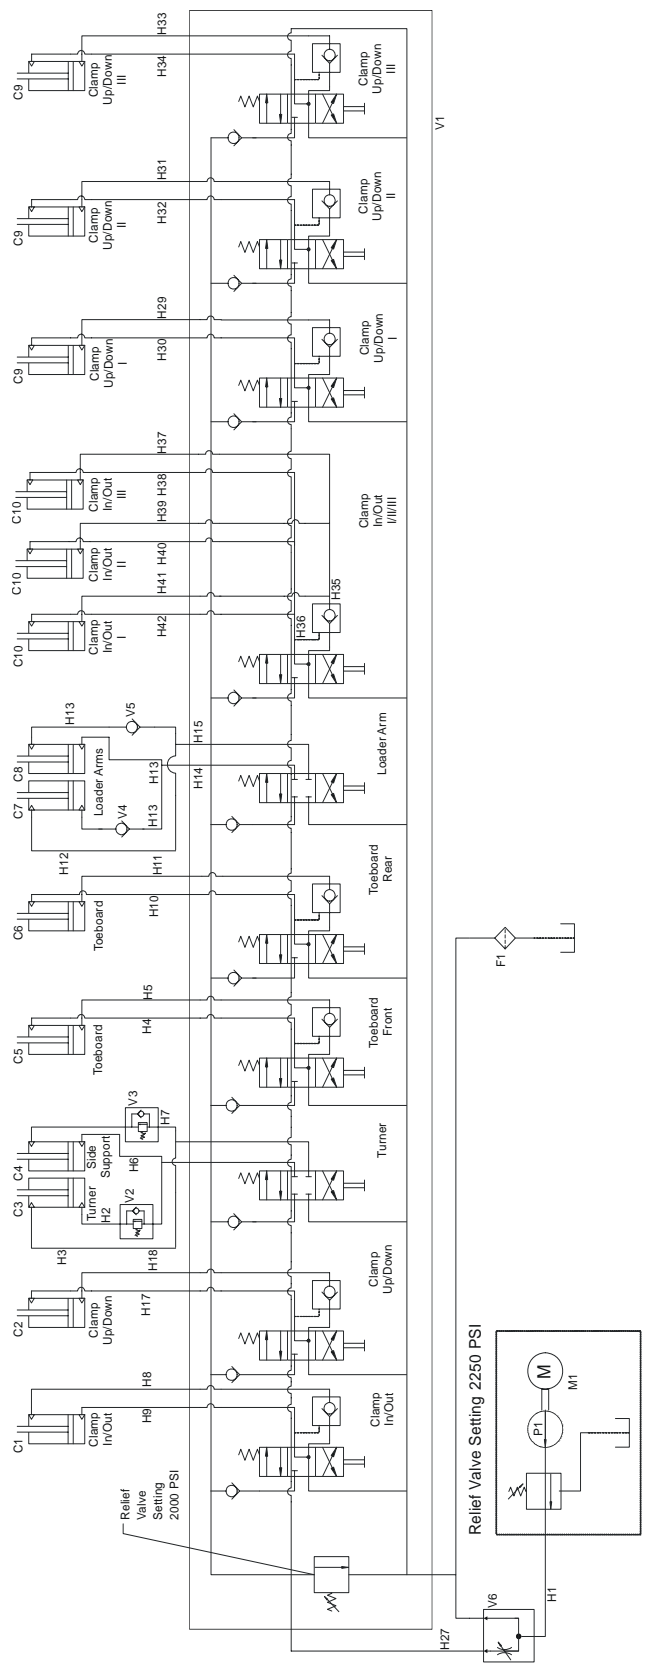 H33
H34
C9
Clamp
Up/Down
III
Clamp
Up/Down
III
V1
H31
H32
C9
Clamp
Up/Down
II
Clamp
Up/Down
II
H29
H30
C9
Clamp
Up/Down
I
Clamp
Up/Down
I
H37
H38
C10
Clamp
In/Out
III
H39
H40
C10
Clamp
In/Out
II
H41
H42
C10
Clamp
In/Out
I
H36
H35
Clamp
In/Out
I/II/III
H13
V5
H15
C8
C7
Loader Arms
H13
H14
V4
H13
H12
H11
Loader Arm
C6
Toeboard
H10
Toeboard
Rear
C5
Toeboard
H5
H4
Toeboard
Front
V3
H7
C4
Side
Support
H6
C3
Turner
H2
V2
H3
H18
Turner
C2
Clamp
Up/Down
H17
Clamp
Up/Down
C1
Clamp
In/Out
H8
H9
Clamp
In/Out
Relief
Valve
Setting
2000 PSI
F1
Relief Valve Setting 2250 PSI
M
M1
P1
H1
V6
H27